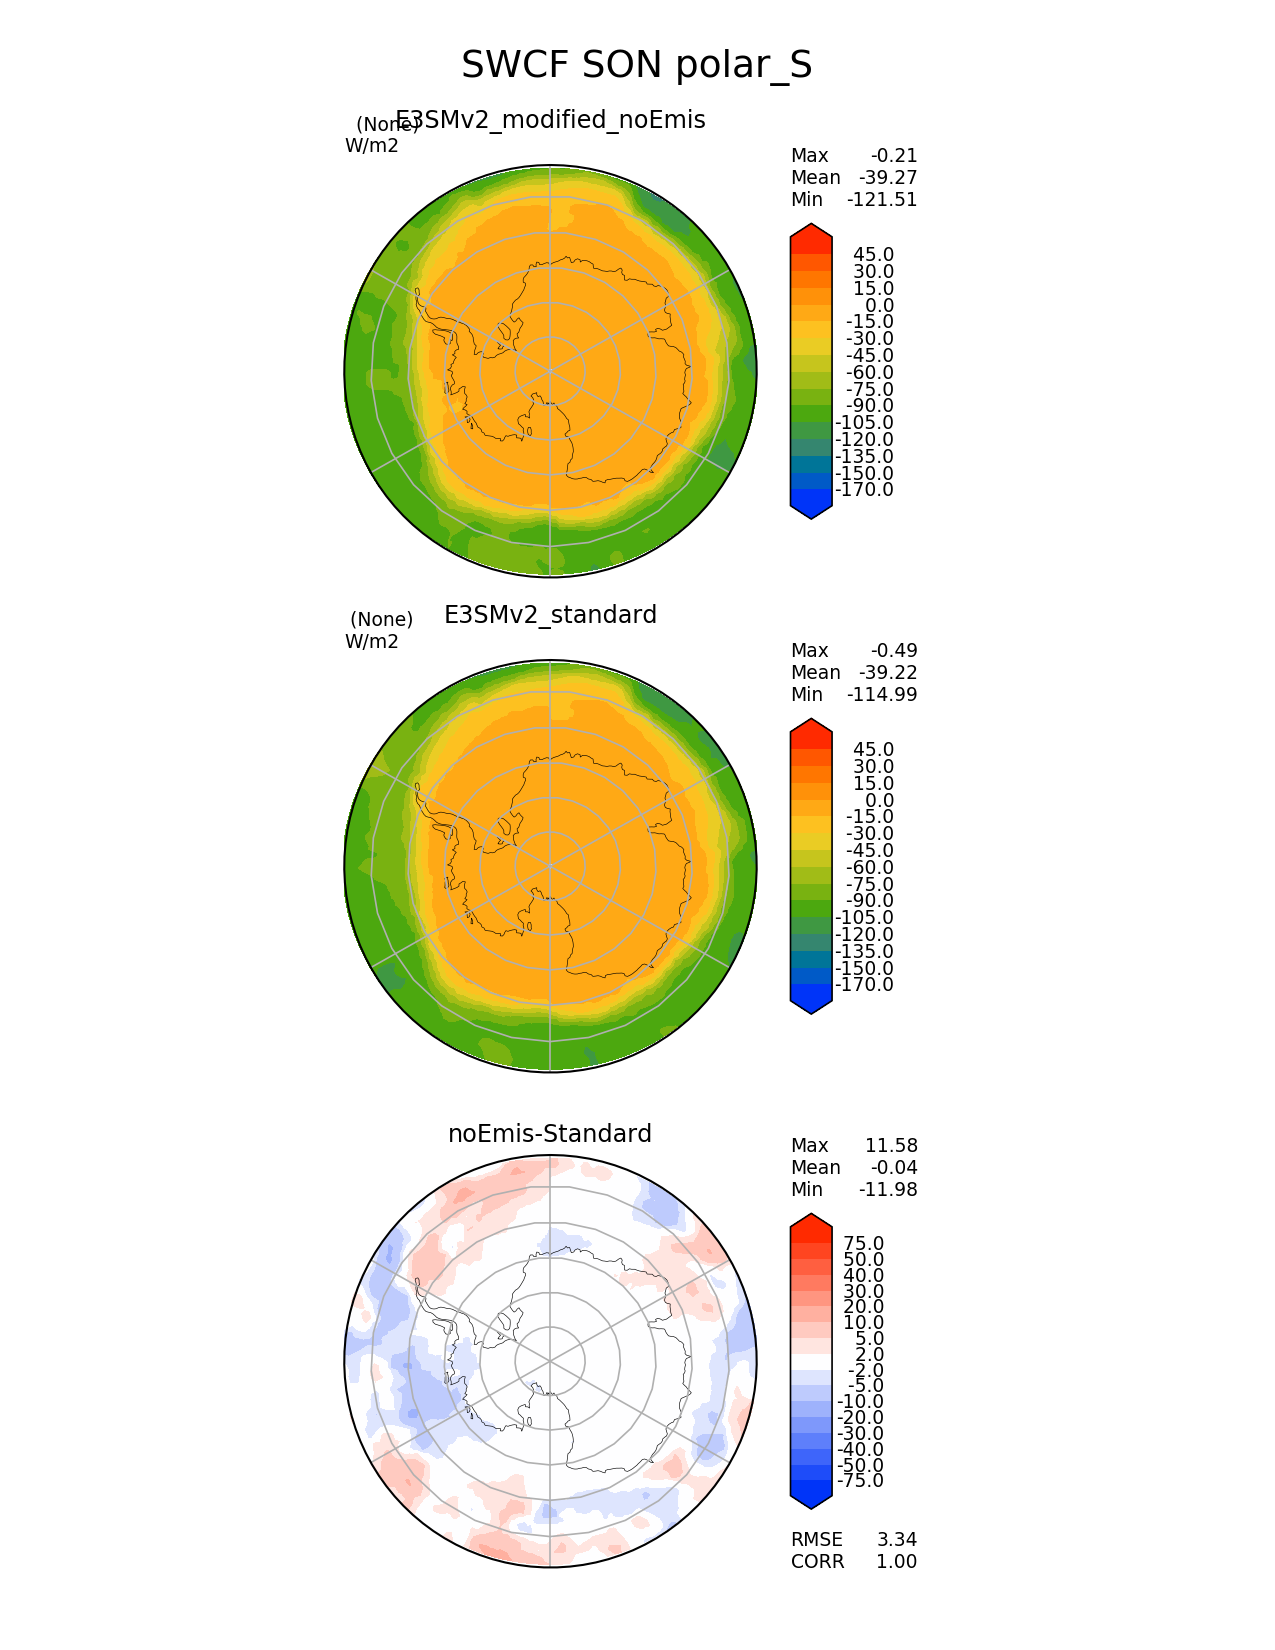 SWCF SON polar_S
E3SMv2_modified_noEmis
(None)
W/m2
Max -0.21
Mean -39.27
Min -121.51
45.0
30.0
15.0
0.0
-15.0
-30.0
-45.0
-60.0
-75.0
-90.0
-105.0
-120.0
-135.0
-150.0
-170.0
E3SMv2_standard
(None)
W/m2
Max -0.49
Mean -39.22
Min -114.99
45.0
30.0
15.0
0.0
-15.0
-30.0
-45.0
-60.0
-75.0
-90.0
-105.0
-120.0
-135.0
-150.0
-170.0
noEmis-Standard
Max 11.58
Mean -0.04
Min -11.98
75.0
50.0
40.0
30.0
20.0
10.0
5.0
2.0
-2.0
-5.0
-10.0
-20.0
-30.0
-40.0
-50.0
-75.0
RMSE 3.34
CORR 1.00